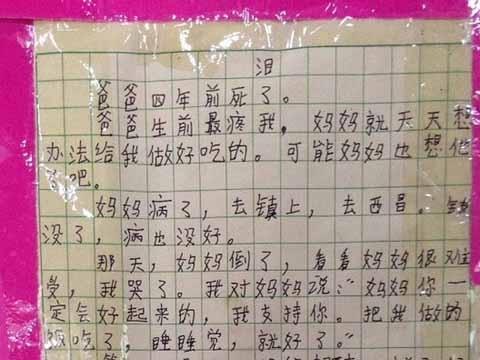 泪
爸爸四年前死了。
爸爸生前最疼我，妈妈就天天想
办法给我做好吃的。可能妈妈也想他
了吧。
妈妈病了，去镇上，去西昌。钱
没了，病也没好。
那天，妈妈倒了，看看妈妈很难
受，我哭了。我对妈妈说：“妈妈你一
定会好起来的，我支持你。把我做的
饭吃了，睡睡觉，就好了。”